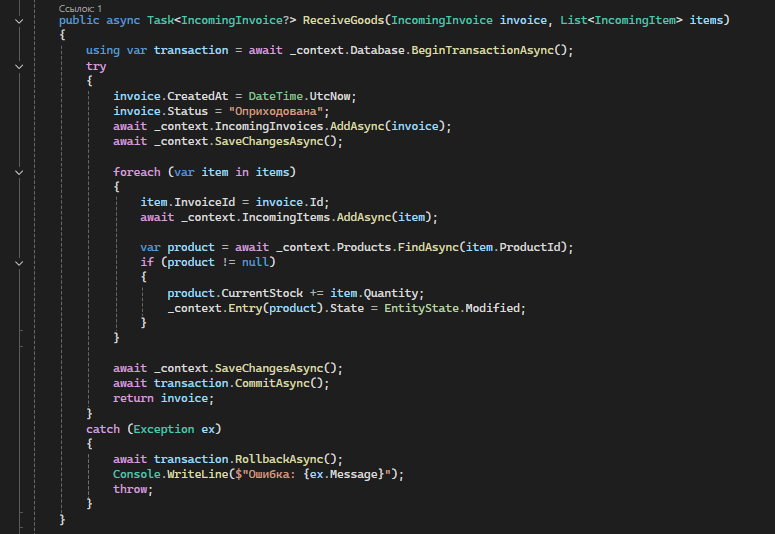 Ссылок: 1
public async Task<IncomingInvoice?> ReceiveGoods(IncomingInvoice invoice, List<IncomingItem> items)
{
    using var transaction = await _context.Database.BeginTransactionAsync();
    try
    {
        invoice.CreatedAt = DateTime.UtcNow;
        invoice.Status = "Оприходована";
        await _context.IncomingInvoices.AddAsync(invoice);
        await _context.SaveChangesAsync();

        foreach (var item in items)
        {
            item.InvoiceId = invoice.Id;
            await _context.IncomingItems.AddAsync(item);

            var product = await _context.Products.FindAsync(item.ProductId);
            if (product != null)
            {
                product.CurrentStock += item.Quantity;
                _context.Entry(product).State = EntityState.Modified;
            }
        }

        await _context.SaveChangesAsync();
        await transaction.CommitAsync();
        return invoice;
    }
    catch (Exception ex)
    {
        await transaction.RollbackAsync();
        Console.WriteLine($"Ошибка: {ex.Message}");
        throw;
    }
}